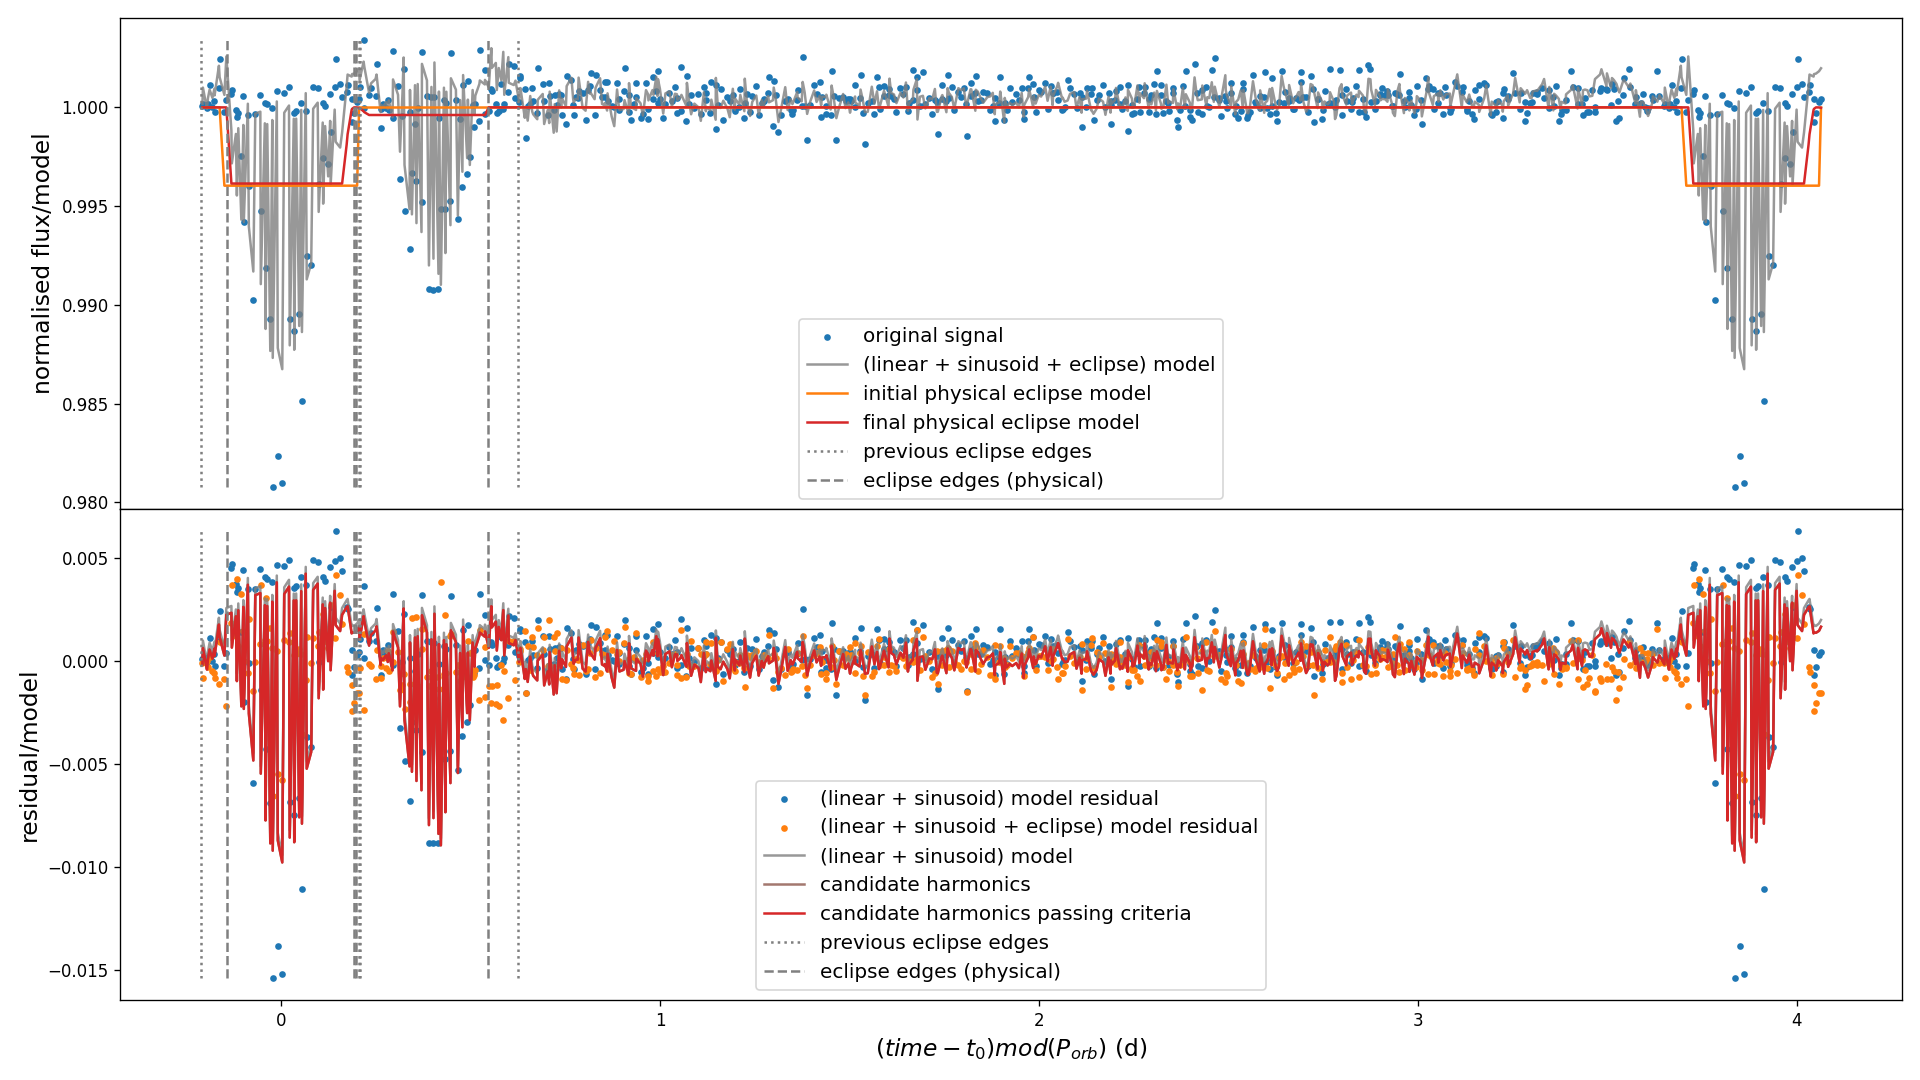 normalised flux/model
1.000
0.995
0.990
0.985
0.980
original signal
(linear + sinusoid + eclipse) model
initial physical eclipse model
final physical eclipse model
previous eclipse edges
eclipse edges (physical)
residual/model
0.005
0.000
−0.005
−0.010
−0.015
(linear + sinusoid) model residual
(linear + sinusoid + eclipse) model residual
(linear + sinusoid) model
candidate harmonics
candidate harmonics passing criteria
previous eclipse edges
eclipse edges (physical)
0 1 2 3 4
(time − t₀)mod(Pₒᵣb) (d)